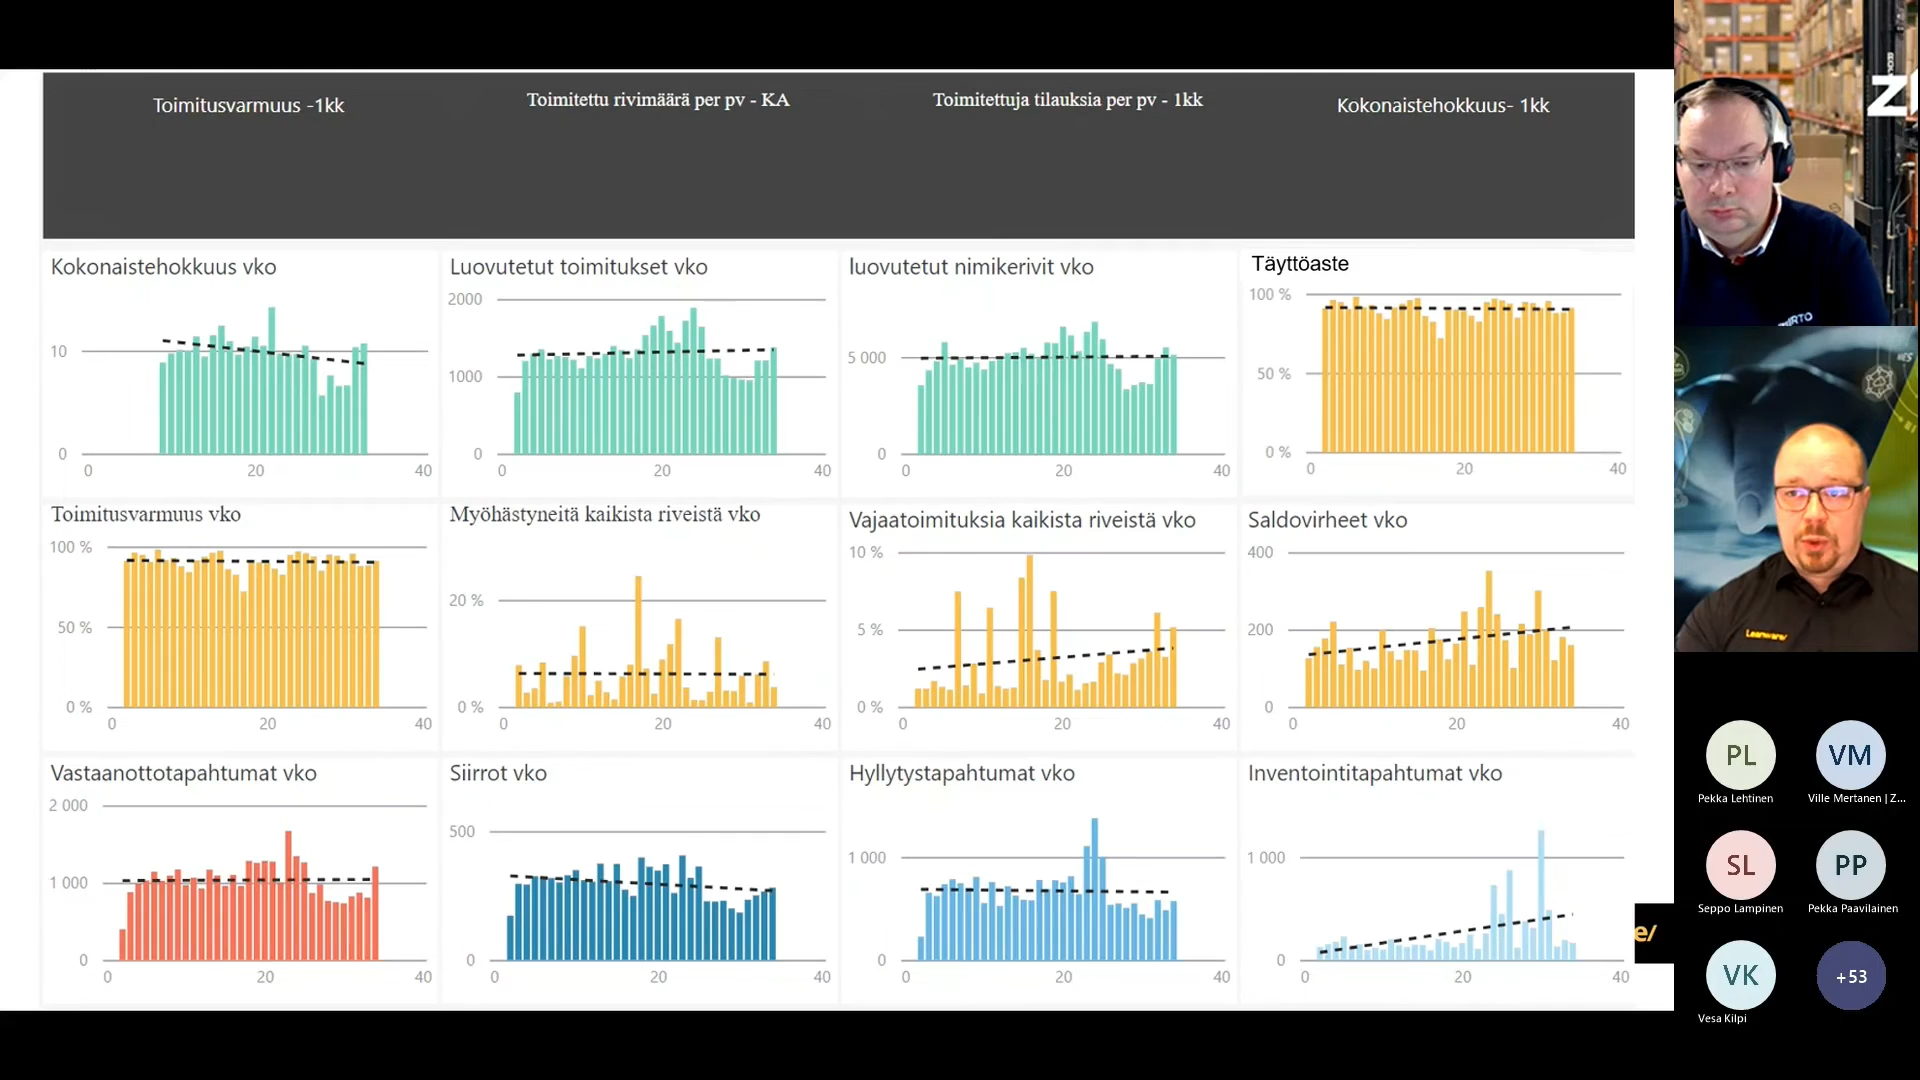 Toimitusvarmuus -1kk
Toimitettu rivimäärä per pv - KA
Toimitettuja tilauksia per pv - 1kk
Kokonaistehokkuus- 1kk
Kokonaistehokkuus vko
10
0
0 20 40
Luovutetut toimitukset vko
2000
1000
0
0 20 40
luovutetut nimikerivit vko
5 000
0
0 20 40
Täyttöaste
100 %
50 %
0 %
0 20 40
Toimitusvarmuus vko
100 %
50 %
0 %
0 20 40
Myöhästyneitä kaikista riveistä vko
20 %
0 %
0 20 40
Vajaatoimituksia kaikista riveistä vko
10 %
5 %
0 %
0 20 40
Saldovirheet vko
400
200
0
0 20 40
Vastaanottotapahtumat vko
2 000
1 000
0
0 20 40
Siirrot vko
500
0
0 20 40
Hyllytystapahtumat vko
1 000
0
0 20 40
Inventointitapahtumat vko
1 000
0
0 20 40
e/
Leanware/
PL
Pekka Lehtinen
VM
Ville Mertanen | Z...
SL
Seppo Lampinen
PP
Pekka Paavilainen
VK
Vesa Kilpi
+53